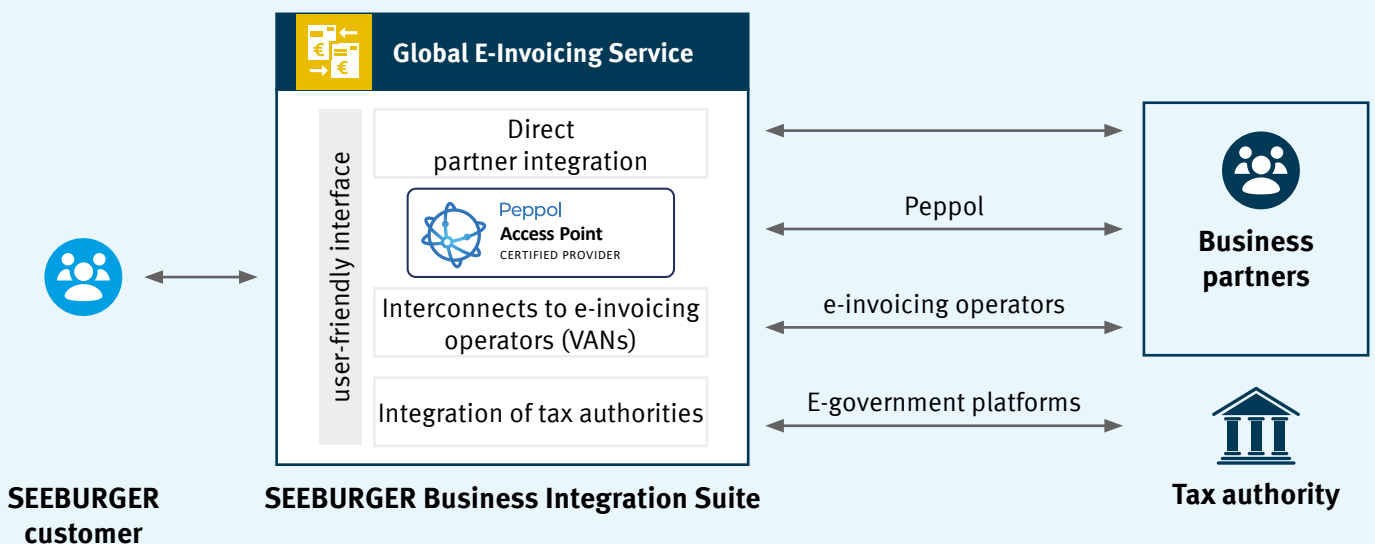 Global E-Invoicing Service
user-friendly interface
Direct
partner integration
Peppol
Access Point
CERTIFIED PROVIDER
Interconnects to e-invoicing
operators (VANs)
Integration of tax authorities
Peppol
e-invoicing operators
E-government platforms
Business
partners
Tax authority
SEEBURGER
customer
SEEBURGER Business Integration Suite
€
€